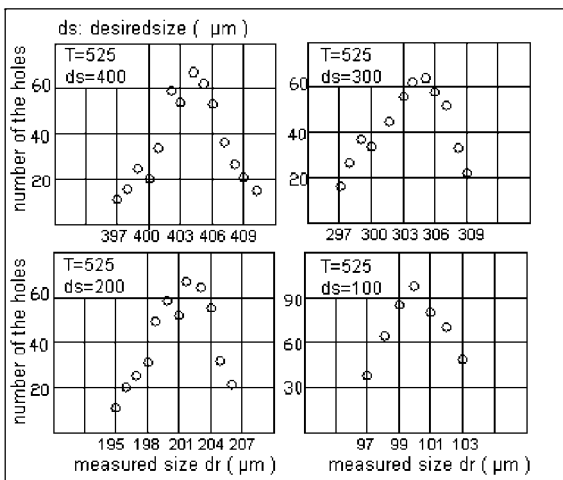 ds: desiredsize ( μm )
number of the holes
T=525
ds=400
60
40
20
397 400 403 406 409
T=525
ds=300
60
40
20
297 300 303 306 309
number of the holes
T=525
ds=200
60
40
20
195 198 201 204 207
measured size dr ( μm )
T=525
ds=100
90
60
30
97 99 101 103
measured size dr ( μm )